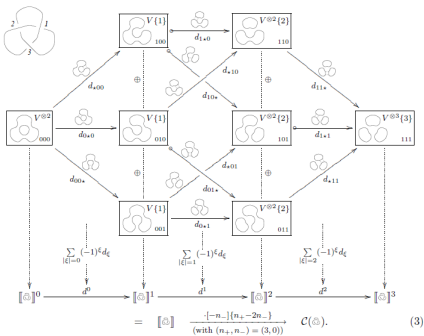 2 1
3
V{1}
100
d_{1⋆0}
V^{⊗2}{2}
110
d_{⋆00}
⊕
d_{10⋆}
d_{⋆10}
⊕
d_{11⋆}
V^{⊗2}
000
d_{0⋆0}
V{1}
010
V^{⊗2}{2}
101
d_{1⋆1}
V^{⊗3}{3}
111
d_{00⋆}
⊕
d_{01⋆}
d_{⋆01}
⊕
d_{⋆11}
V{1}
001
d_{0⋆1}
V^{⊗2}{2}
011
∑_{|ξ|=0} (−1)^ξ d_ξ
∑_{|ξ|=1} (−1)^ξ d_ξ
∑_{|ξ|=2} (−1)^ξ d_ξ
⟦ ⟧^0 d^0 ⟦ ⟧^1 d^1 ⟦ ⟧^2 d^2 ⟦ ⟧^3
= ⟦ ⟧ ·[−n_−]{n_+−2n_−} C( ). (3)
(with (n_+, n_−) = (3, 0))